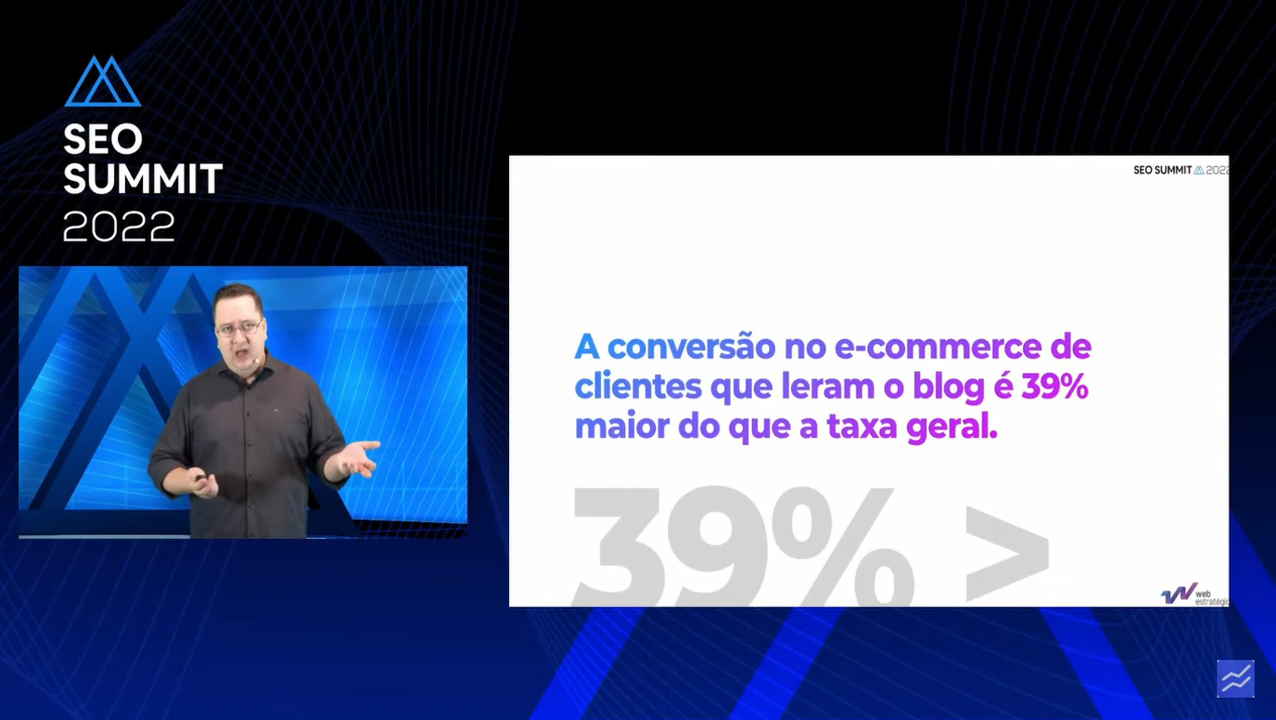 SEO
SUMMIT
2022
SEO SUMMIT 2022
A conversão no e-commerce de
clientes que leram o blog é 39%
maior do que a taxa geral.
39% >
web